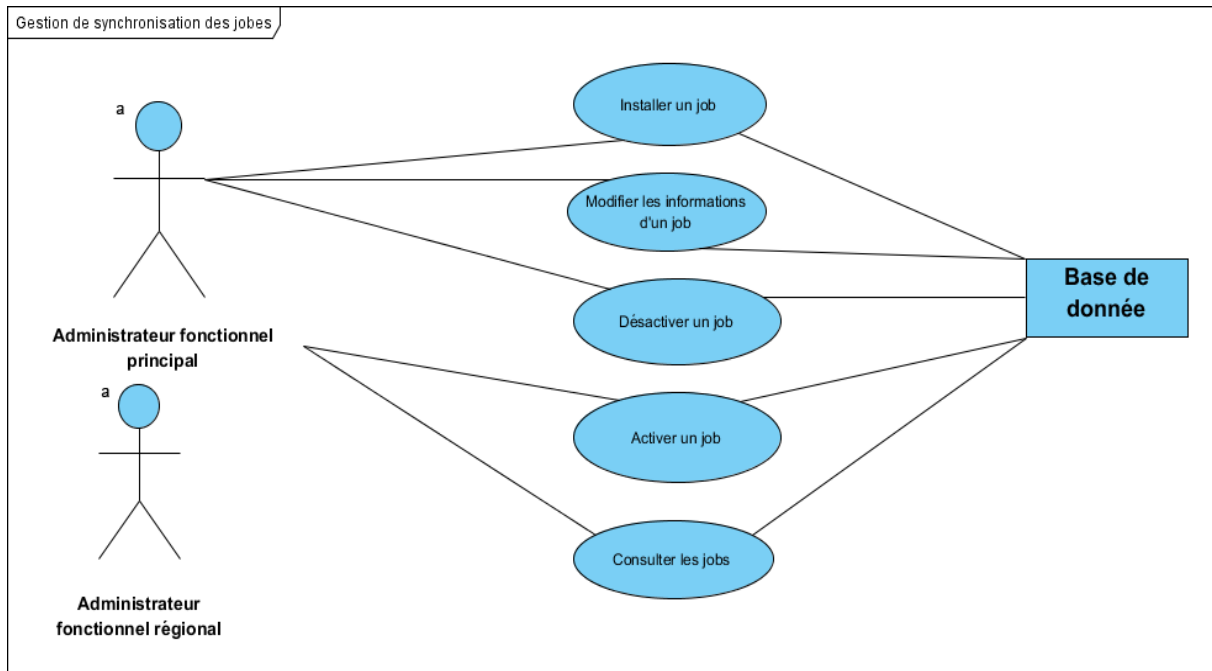 Gestion de synchronisation des jobes
a
Administrateur fonctionnel
principal
a
Administrateur
fonctionnel régional
Installer un job
Modifier les informations
d'un job
Désactiver un job
Activer un job
Consulter les jobs
Base de
donnée